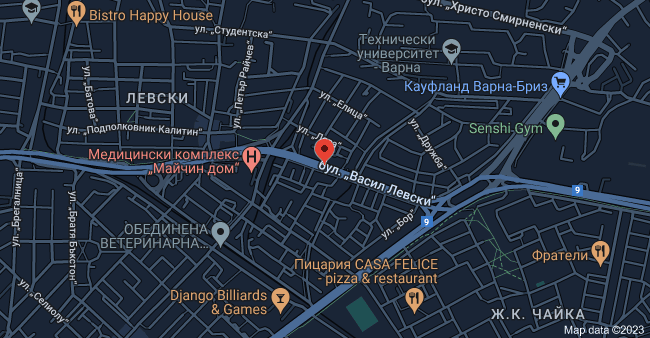 Bistro Happy House
ул. „Студентска“
бул. „Христо Смирненски“
Технически
университет
- Варна
ул. „Петър Райчев“
ул. „Батова“
ЛЕВСКИ
ул. „Елица“
Кауфланд Варна-Бриз
ул. „Подполковник Калитин“
ул. „Дружба“
Senshi Gym
Медицински комплекс
„Майчин дом“
бул. „Васил Левски“
9
ул. „Брегалница“
ул. „Братя Бъкстон“
ул. „Бор“
9
ОБЕДИНЕНА
ВЕТЕРИНАРНА...
Фратели
Пицария CASA FELICE
- pizza & restaurant
ул. „Селиолу“
Django Billiards
& Games
Ж.К. ЧАЙКА
Map data ©2023